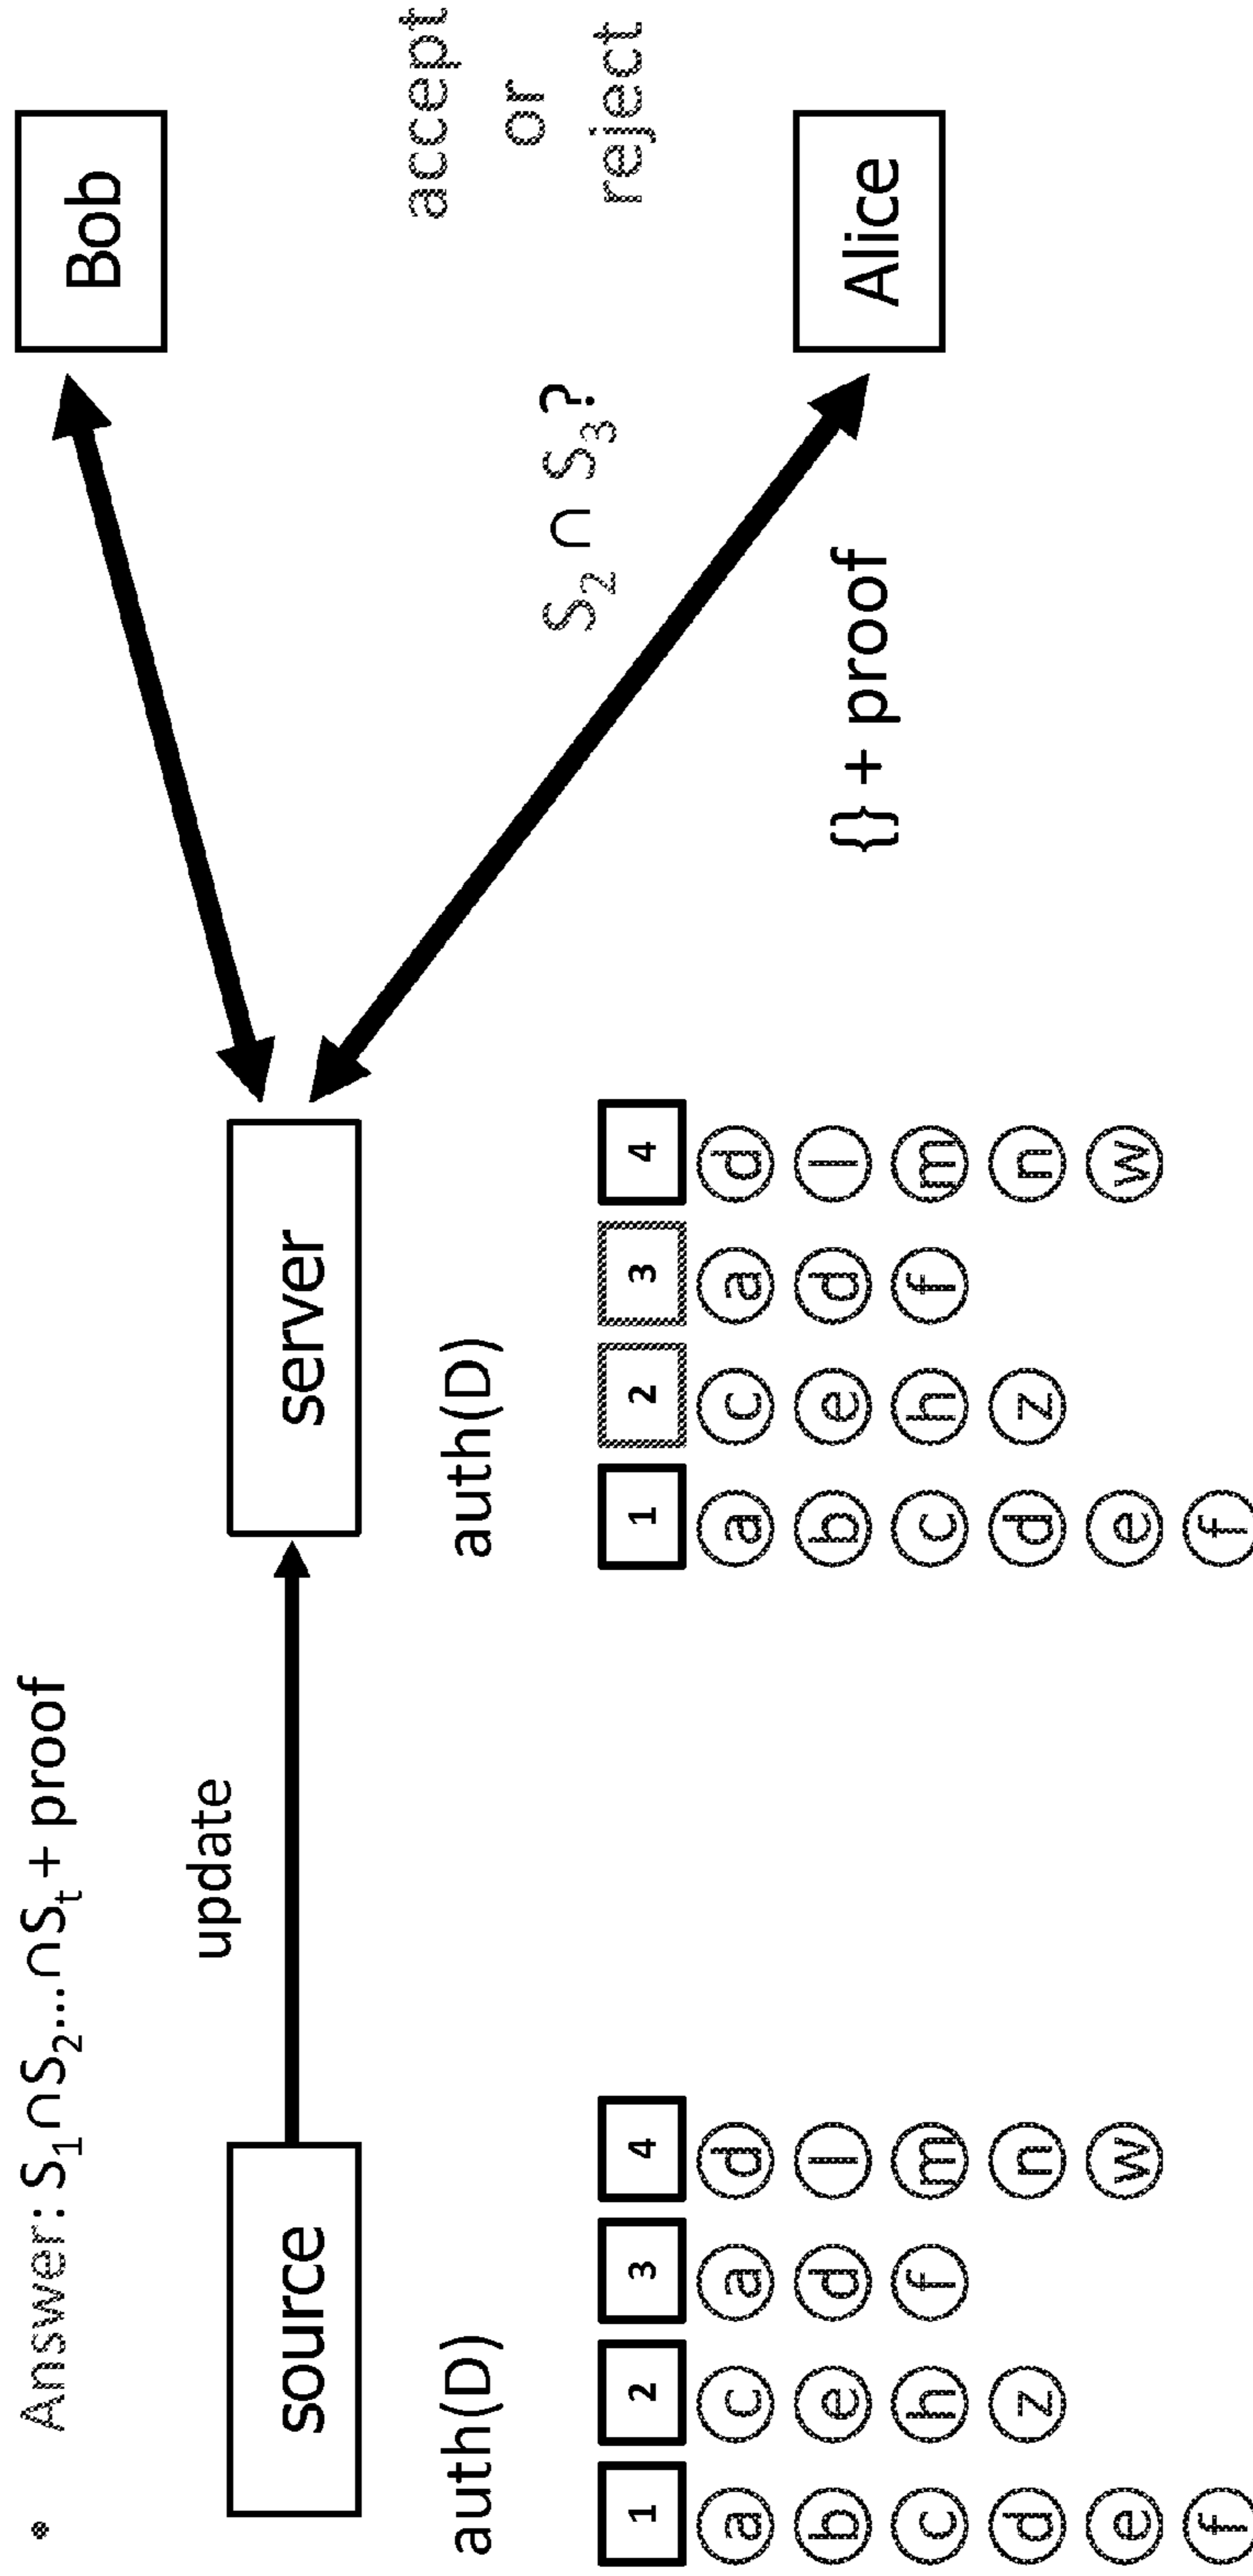 • Answer: S₁∩S₂...∩Sₜ + proof
update
source
server
Bob
auth(D)
auth(D)
S₂ ∩ S₃?
accept
or
reject
{} + proof
Alice
1 2 3 4
a c a d
b e d l
c h f m
d z n
e w
f
1 2 3 4
a c a d
b e d l
c h f m
d z n
e w
f